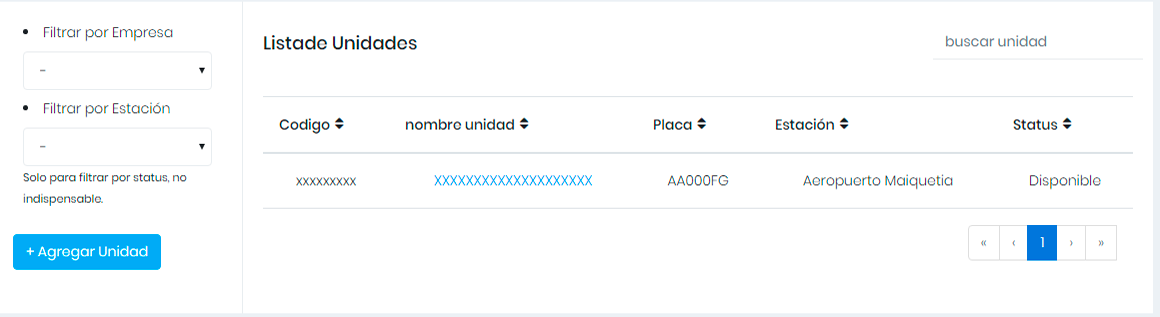 Filtrar por Empresa
-
Filtrar por Estación
-
Solo para filtrar por status, no
indispensable.
+ Agregar Unidad
Listade Unidades
buscar unidad
Codigo nombre unidad Placa Estación Status
xxxxxxxxx XXXXXXXXXXXXXXXXXXXX AA000FG Aeropuerto Maiquetia Disponible
« ‹ 1 › »